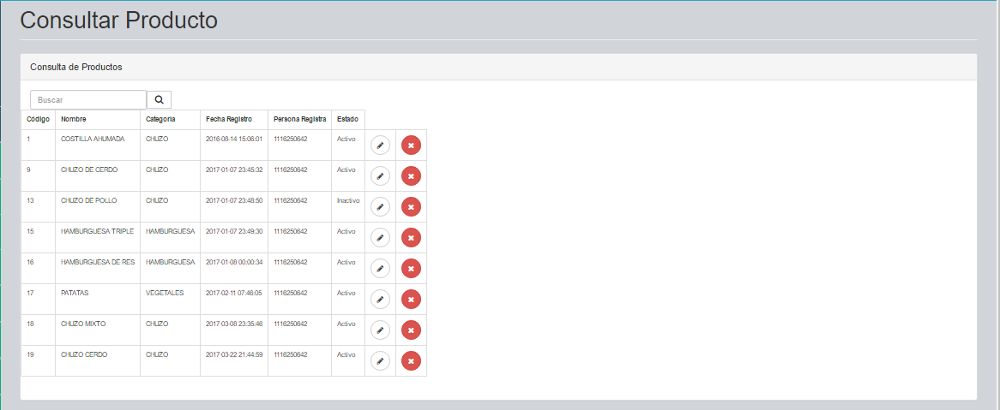 Consultar Producto
Consulta de Productos
Buscar
Código Nombre Categoria Fecha Registro Persona Registra Estado
1 COSTILLA AHUMADA CHUZO 2016-08-14 15:06:01 1116250642 Activo
9 CHUZO DE CERDO CHUZO 2017-01-07 23:45:32 1116250642 Activo
13 CHUZO DE POLLO CHUZO 2017-01-07 23:48:50 1116250642 Inactivo
15 HAMBURGUESA TRIPLE HAMBURGUESA 2017-01-07 23:49:30 1116250642 Activo
16 HAMBURGUESA DE RES HAMBURGUESA 2017-01-08 00:00:34 1116250642 Activo
17 PATATAS VEGETALES 2017-02-11 07:46:05 1116250642 Activo
18 CHUZO MIXTO CHUZO 2017-03-08 23:35:46 1116250642 Activo
19 CHUZO CERDO CHUZO 2017-03-22 21:44:59 1116250642 Activo